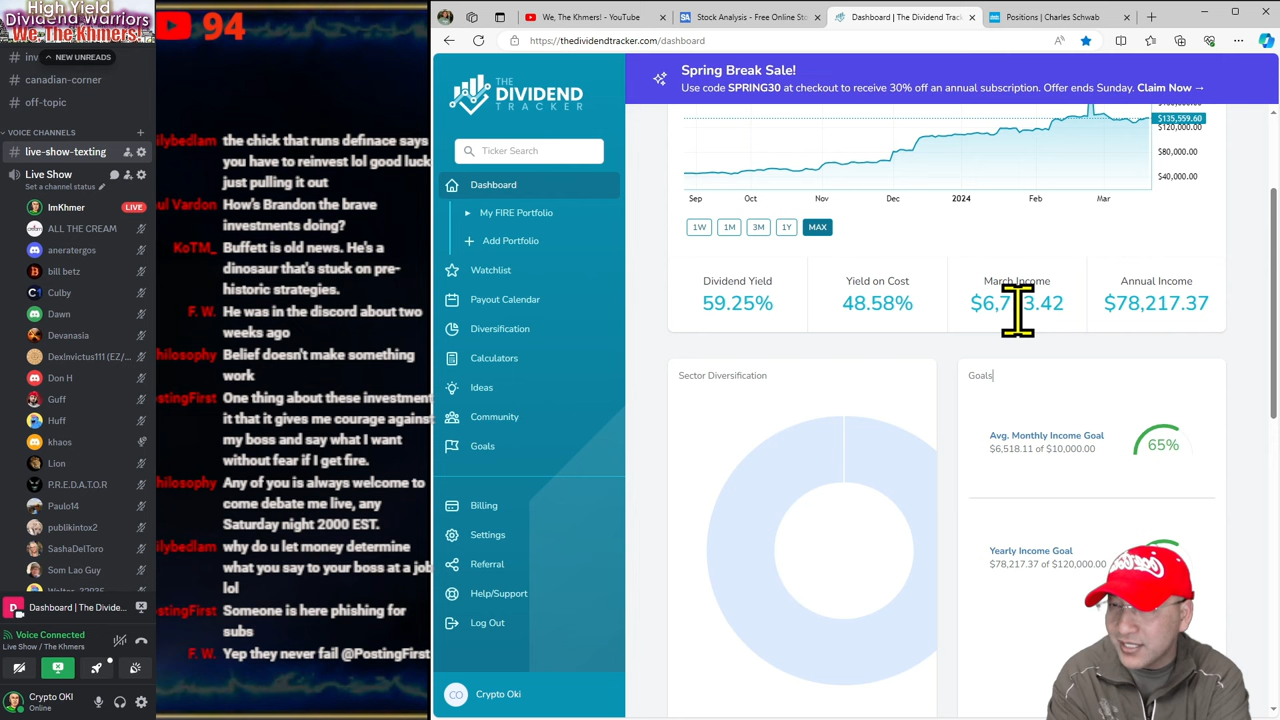 High Yield
Dividend Warriors
We, The Khmers!
# inv
NEW UNREADS
# canadian-corner
# off-topic
VOICE CHANNELS
# live-show-texting
Live Show
Set a channel status
ImKhmer LIVE
ALL THE CREAM
aneratergos
bill betz
Culby
Dawn
Devanasia
DexInvictus111 (EZ/...
Don H
Guff
Huff
khaos
Lion
P.R.E.D.A.T.O.R
Paulo14
publikintox2
SashaDelToro
Som Lao Guy
Dashboard | The Divide...
Voice Connected
Live Show / The Khmers
Crypto OKI
Online
94
ilybedlam the chick that runs definace says
you have to reinvest lol good luck
just pulling it out
ul Vardon How's Brandon the brave
investments doing?
KoTM_ Buffett is old news. He's a
dinosaur that's stuck on pre-
historic strategies.
F. W. He was in the discord about two
weeks ago
hilosophy Belief doesn't make something
work
ostingFirst One thing about these investment
it that it gives me courage against
my boss and say what I want
without fear if I get fire.
hilosophy Any of you is always welcome to
come debate me live, any
Saturday night 2000 EST.
ilybedlam why do u let money determine
what you say to your boss at a job
lol
ostingFirst Someone is here phishing for
subs
F. W. Yep they never fail @PostingFirst
We, The Khmers! - YouTube
SA Stock Analysis - Free Online Sto
Dashboard | The Dividend Trac
Positions | Charles Schwab
https://thedividendtracker.com/dashboard
THE
DIVIDEND
TRACKER
Ticker Search
Dashboard
My FIRE Portfolio
Add Portfolio
Watchlist
Payout Calendar
Diversification
Calculators
Ideas
Community
Goals
Billing
Settings
Referral
Help/Support
Log Out
CO Crypto Oki
Spring Break Sale!
Use code SPRING30 at checkout to receive 30% off an annual subscription. Offer ends Sunday. Claim Now →
$135,559.60
$120,000.00
$80,000.00
$40,000.00
Sep Oct Nov Dec 2024 Feb Mar
1W 1M 3M 1Y MAX
Dividend Yield
59.25%
Yield on Cost
48.58%
March Income
Annual Income
$78,217.37
Sector Diversification
Goals
Avg. Monthly Income Goal
$6,518.11 of $10,000.00
65%
Yearly Income Goal
$78,217.37 of $120,000.00